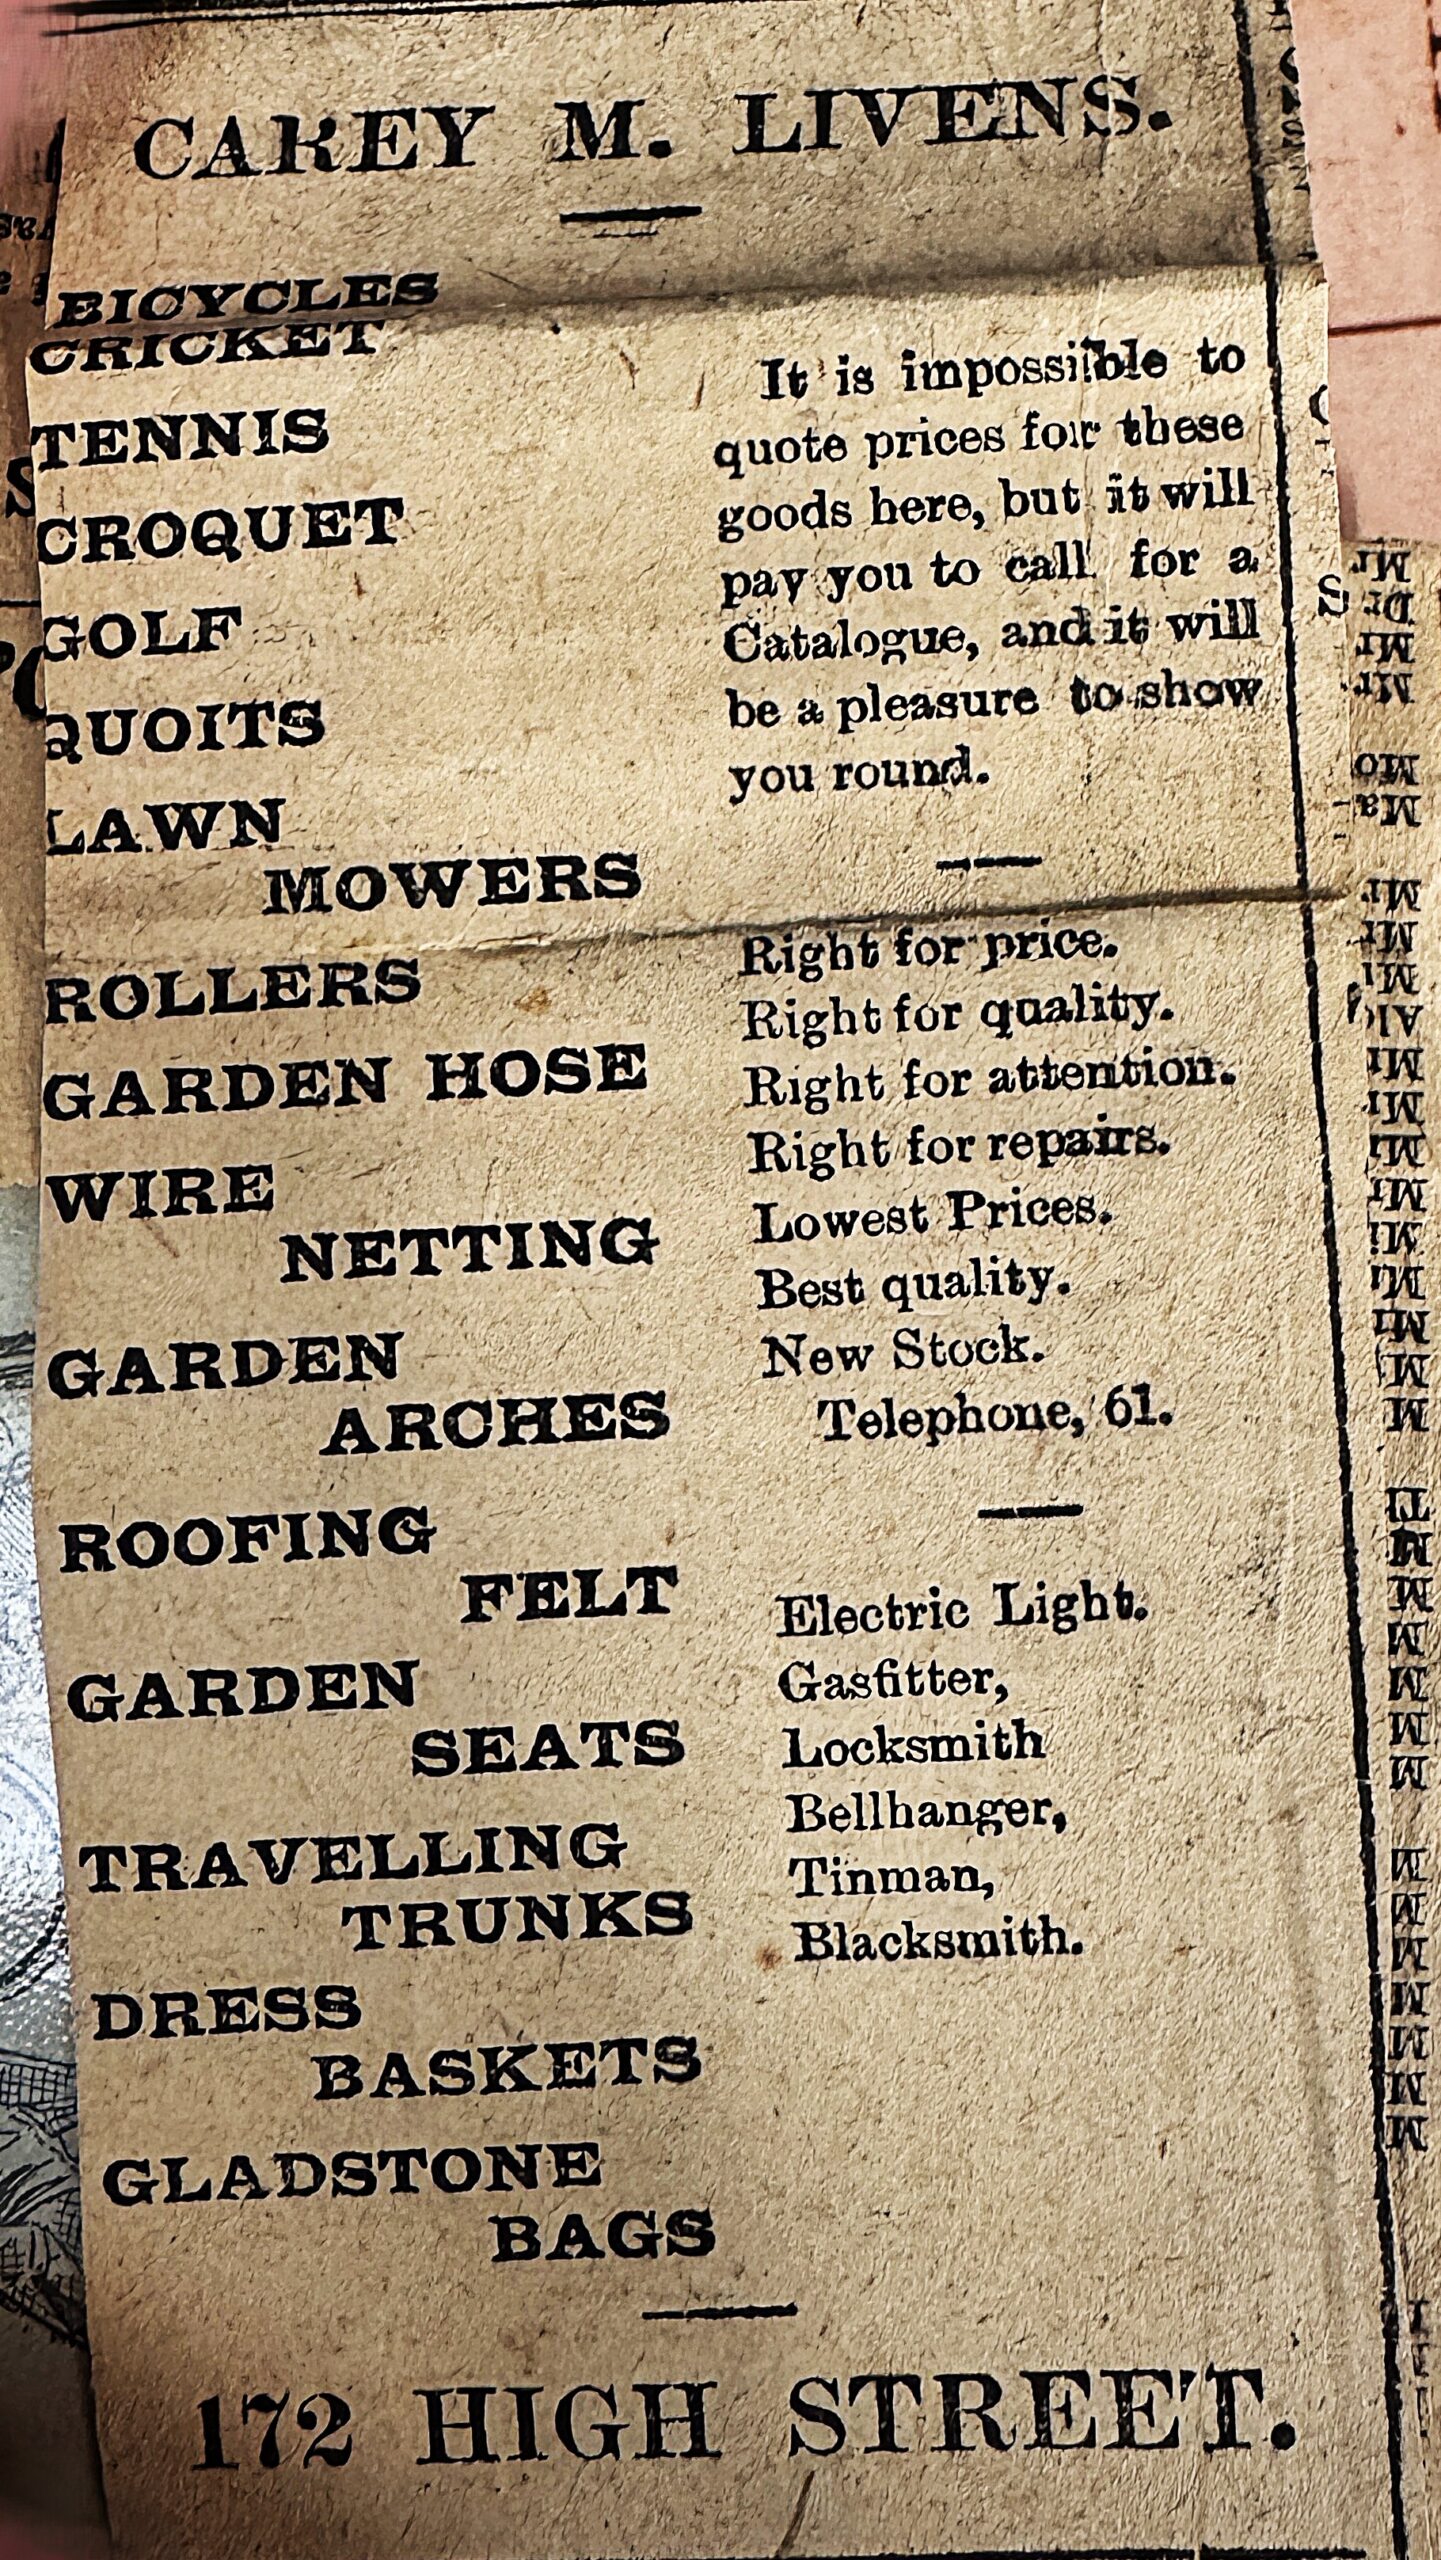 CAREY M. LIVENS.
BICYCLES
CRICKET
TENNIS
CROQUET
GOLF
QUOITS
LAWN
MOWERS
ROLLERS
GARDEN HOSE
WIRE
NETTING
GARDEN
ARCHES
ROOFING
FELT
GARDEN
SEATS
TRAVELLING
TRUNKS
DRESS
BASKETS
GLADSTONE
BAGS
It is impossible to
quote prices for these
goods here, but it will
pay you to call for a
Catalogue, and it will
be a pleasure to show
you round.
Right for price.
Right for quality.
Right for attention.
Right for repairs.
Lowest Prices.
Best quality.
New Stock.
Telephone, 61.
Electric Light.
Gasfitter,
Locksmith
Bellhanger,
Tinman,
Blacksmith.
172 HIGH STREET.